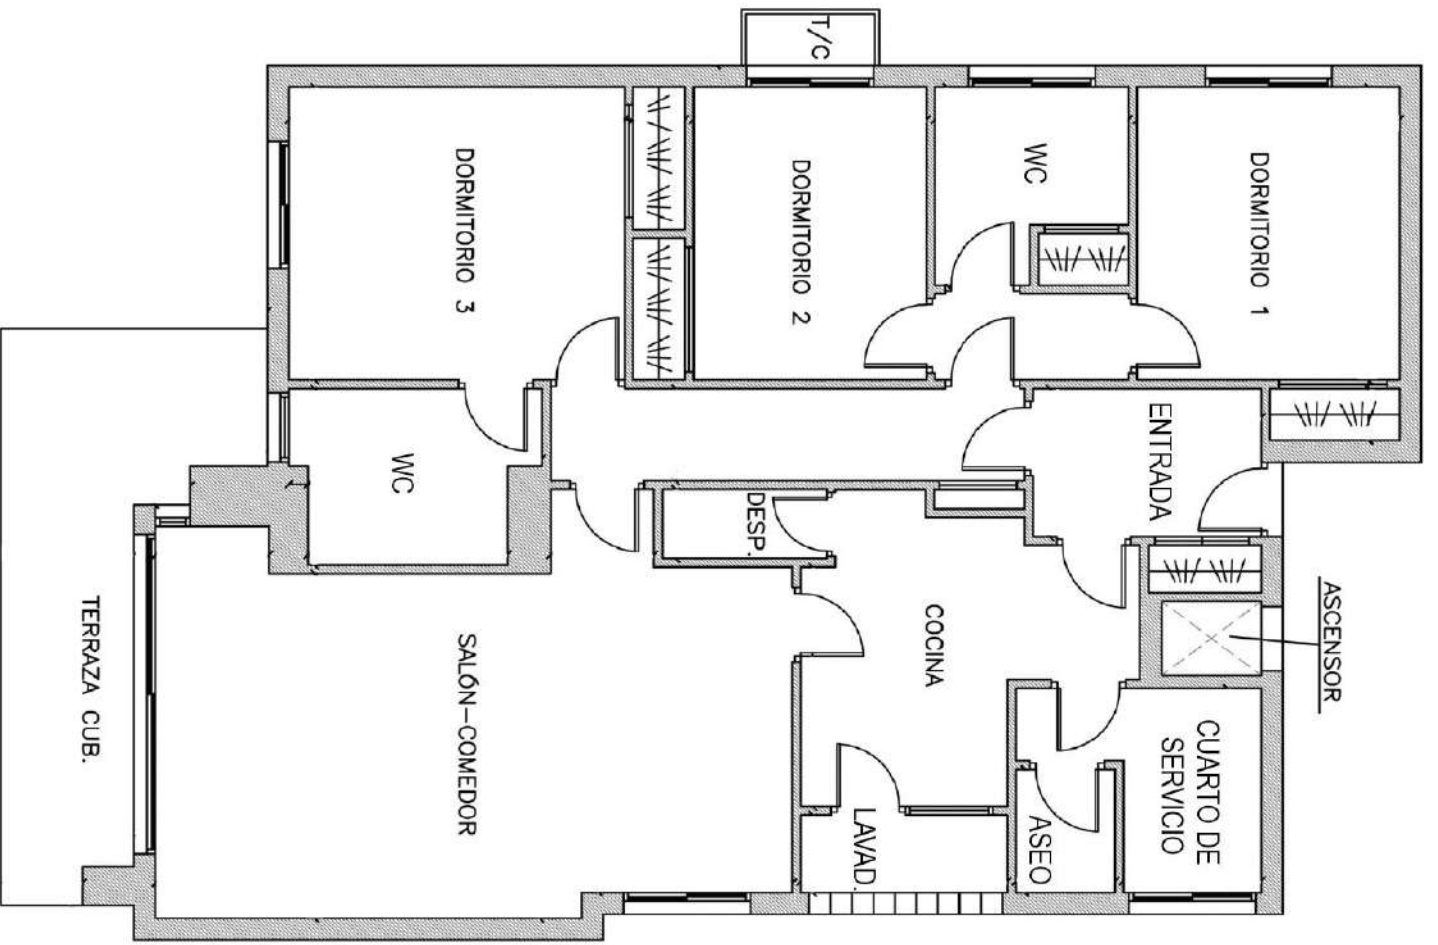 T/C
DORMITORIO 3
DORMITORIO 2
WC
DORMITORIO 1
WC
ENTRADA
DESP.
ASCENSOR
TERRAZA CUB.
SALÓN-COMEDOR
COCINA
CUARTO DE
SERVICIO
LAVAD.
ASEO